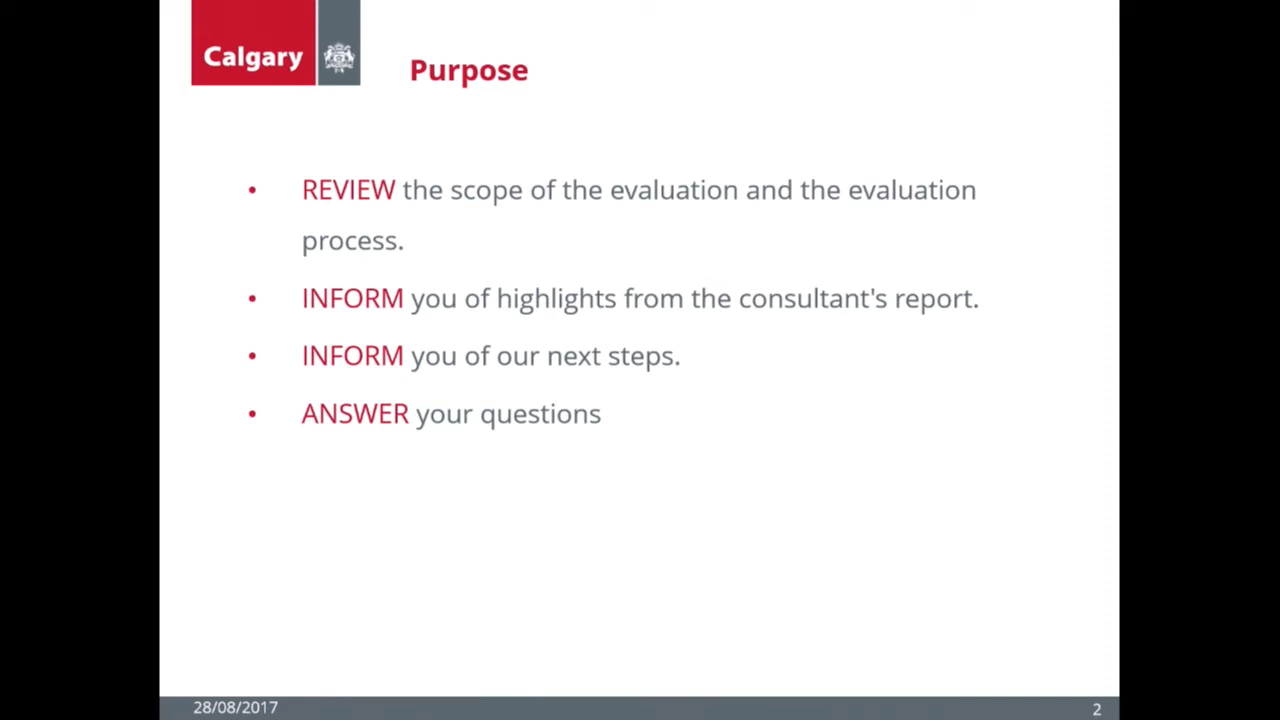 Calgary
Purpose
• REVIEW the scope of the evaluation and the evaluation
process.
• INFORM you of highlights from the consultant's report.
• INFORM you of our next steps.
• ANSWER your questions
28/08/2017
2